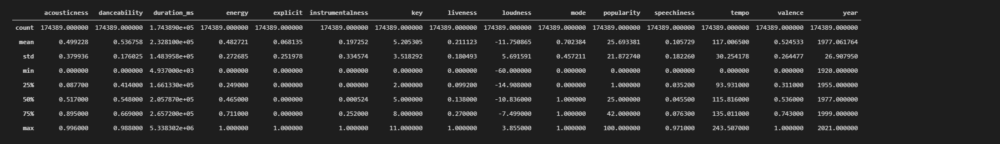 acousticness danceability duration_ms energy explicit instrumentalness key liveness loudness mode popularity speechiness tempo valence year
count 174389.000000 174389.000000 1.743890e+05 174389.000000 174389.000000 174389.000000 174389.000000 174389.000000 174389.000000 174389.000000 174389.000000 174389.000000 174389.000000 174389.000000 174389.000000
mean 0.499228 0.536758 2.328100e+05 0.482721 0.068135 0.197252 5.205305 0.211123 -11.750865 0.702384 25.693381 0.105729 117.006500 0.524533 1977.061764
std 0.379936 0.176025 1.483958e+05 0.272685 0.251978 0.334574 3.518292 0.180493 5.691591 0.457211 21.872740 0.182260 30.254178 0.264477 26.907950
min 0.000000 0.000000 4.937000e+03 0.000000 0.000000 0.000000 0.000000 0.000000 -60.000000 0.000000 0.000000 0.000000 0.000000 0.000000 1920.000000
25% 0.087700 0.414000 1.661330e+05 0.249000 0.000000 0.000000 2.000000 0.099200 -14.908000 0.000000 1.000000 0.035200 93.931000 0.311000 1955.000000
50% 0.517000 0.548000 2.057870e+05 0.465000 0.000000 0.000524 5.000000 0.138000 -10.836000 1.000000 25.000000 0.045500 115.816000 0.536000 1977.000000
75% 0.895000 0.669000 2.657200e+05 0.711000 0.000000 0.252000 8.000000 0.270000 -7.499000 1.000000 42.000000 0.076300 135.011000 0.743000 1999.000000
max 0.996000 0.988000 5.338302e+06 1.000000 1.000000 1.000000 11.000000 1.000000 3.855000 1.000000 100.000000 0.971000 243.507000 1.000000 2021.000000